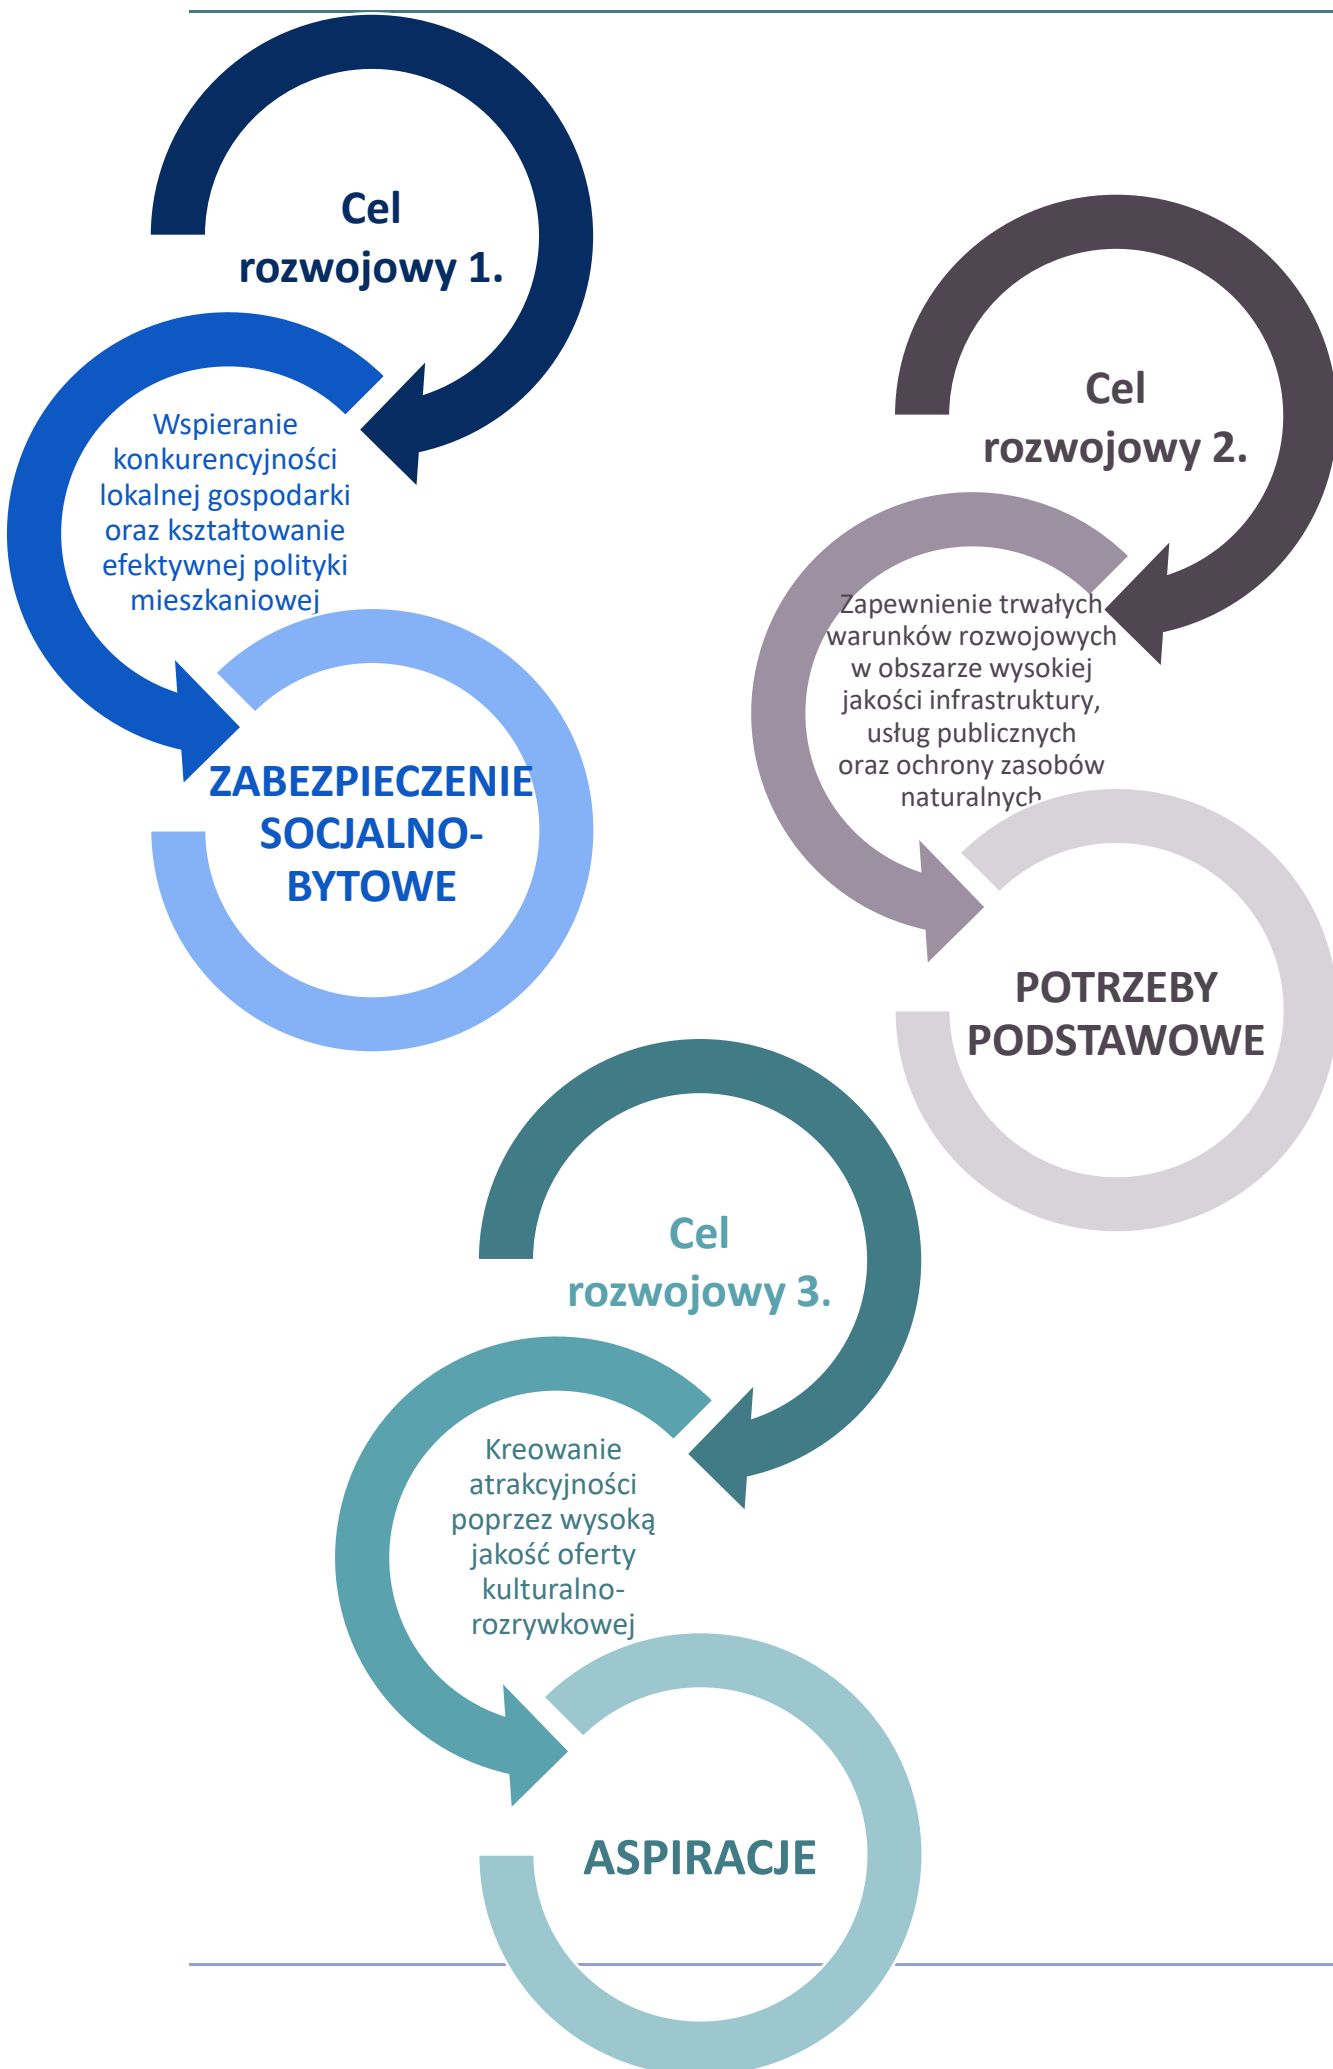 Cel
rozwojowy 1.
Wspieranie
konkurencyjności
lokalnej gospodarki
oraz kształtowanie
efektywnej polityki
mieszkaniowej
ZABEZPIECZENIE
SOCJALNO-
BYTOWE
Cel
rozwojowy 2.
Zapewnienie trwałych
warunków rozwojowych
w obszarze wysokiej
jakości infrastruktury,
usług publicznych
oraz ochrony zasobów
naturalnych
POTRZEBY
PODSTAWOWE
Cel
rozwojowy 3.
Kreowanie
atrakcyjności
poprzez wysoką
jakość oferty
kulturalno-
rozrywkowej
ASPIRACJE